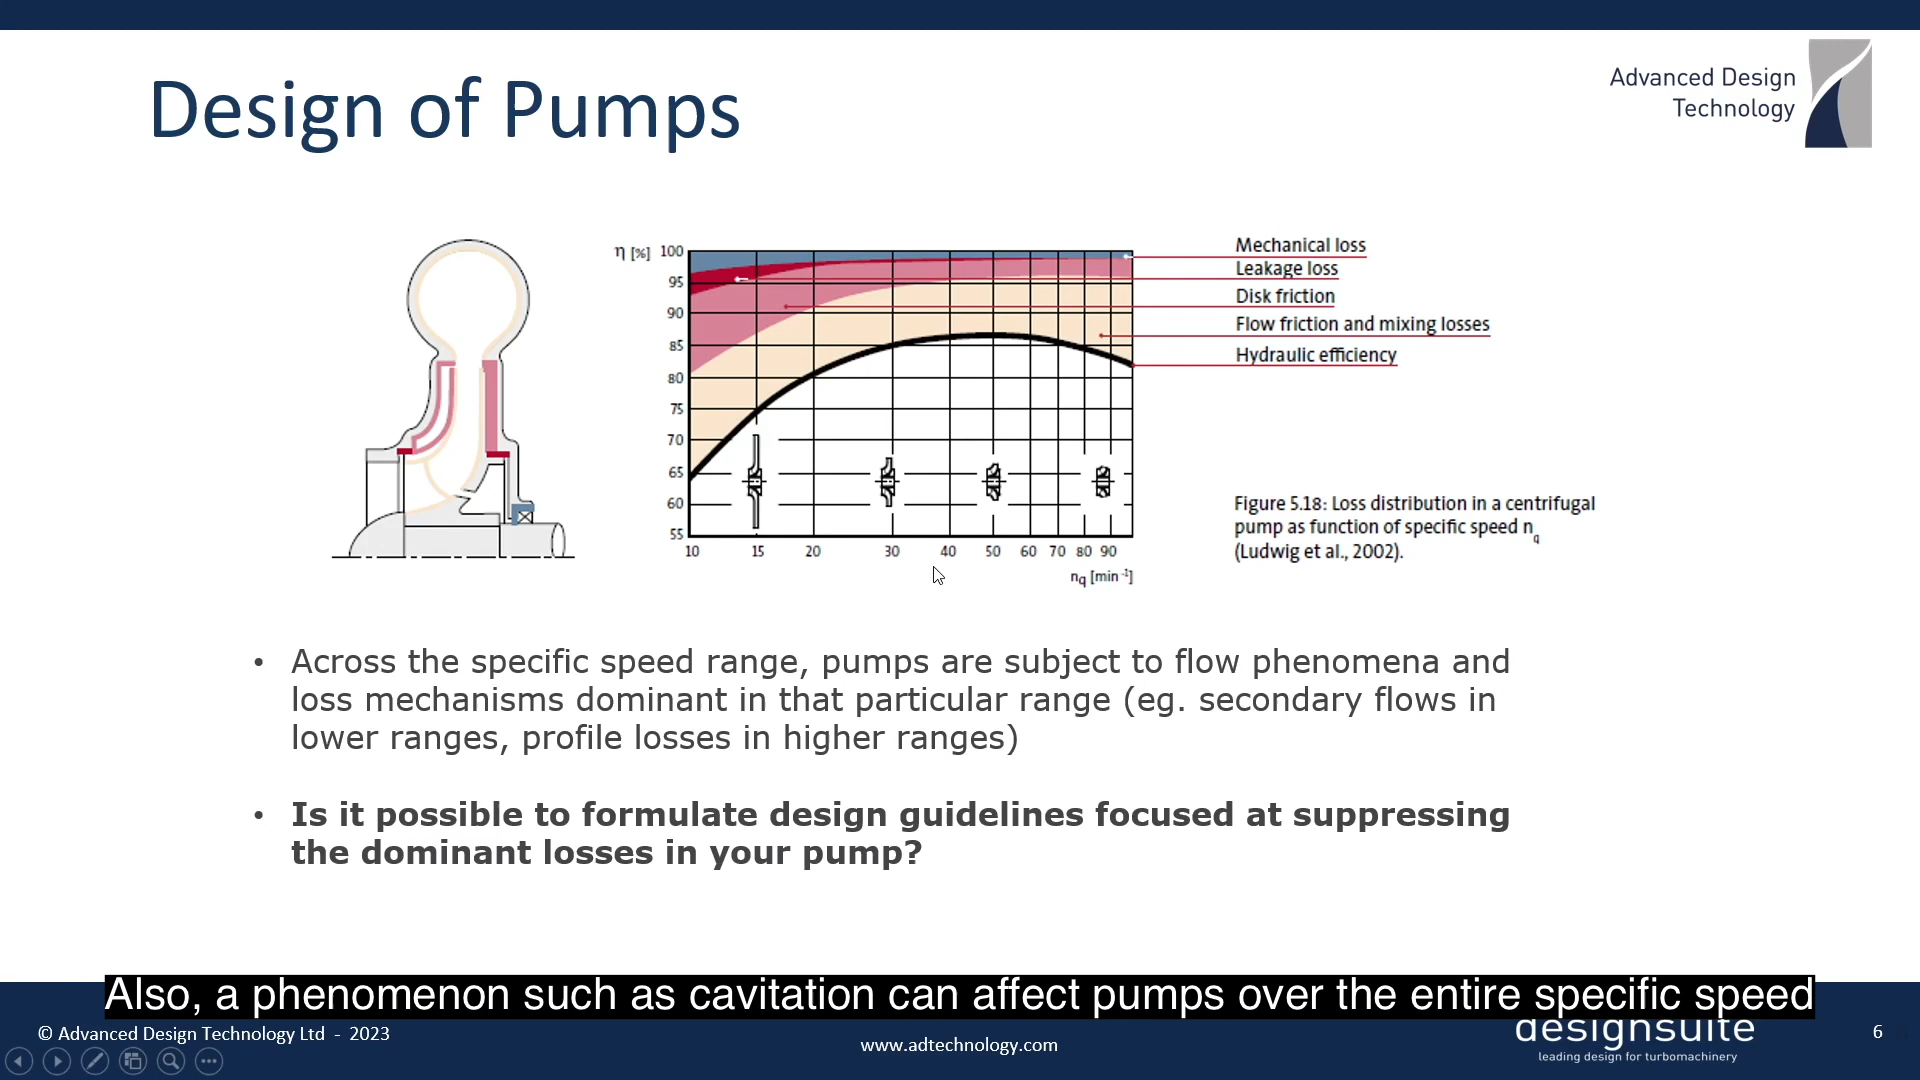 Design of Pumps
Advanced Design
Technology
η [%]
100
95
90
85
80
75
70
65
60
55
10 15 20 30 40 50 60 70 80 90
nq [min -1]
Mechanical loss
Leakage loss
Disk friction
Flow friction and mixing losses
Hydraulic efficiency
Figure 5.18: Loss distribution in a centrifugal
pump as function of specific speed nq
(Ludwig et al., 2002).
• Across the specific speed range, pumps are subject to flow phenomena and
loss mechanisms dominant in that particular range (eg. secondary flows in
lower ranges, profile losses in higher ranges)
• Is it possible to formulate design guidelines focused at suppressing
the dominant losses in your pump?
Also, a phenomenon such as cavitation can affect pumps over the entire specific speed
© Advanced Design Technology Ltd - 2023
www.adtechnology.com
designsuite
leading design for turbomachinery
6